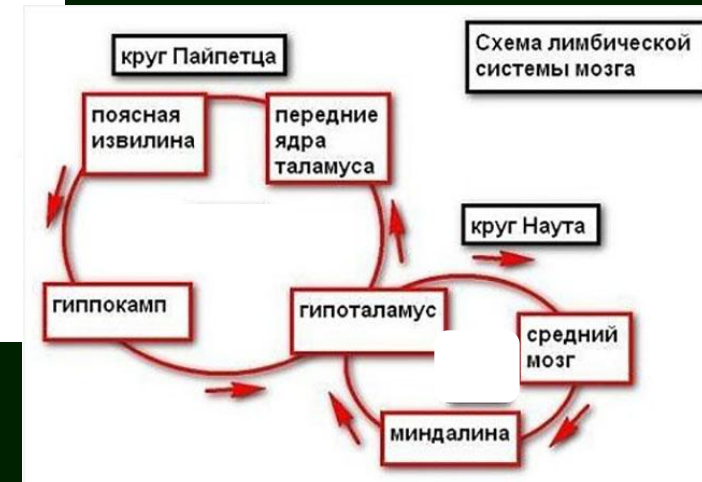 круг Пайпетца
Схема лимбической
системы мозга
поясная
извилина
передние
ядра
таламуса
круг Наута
гиппокамп
гипоталамус
средний
мозг
миндалина